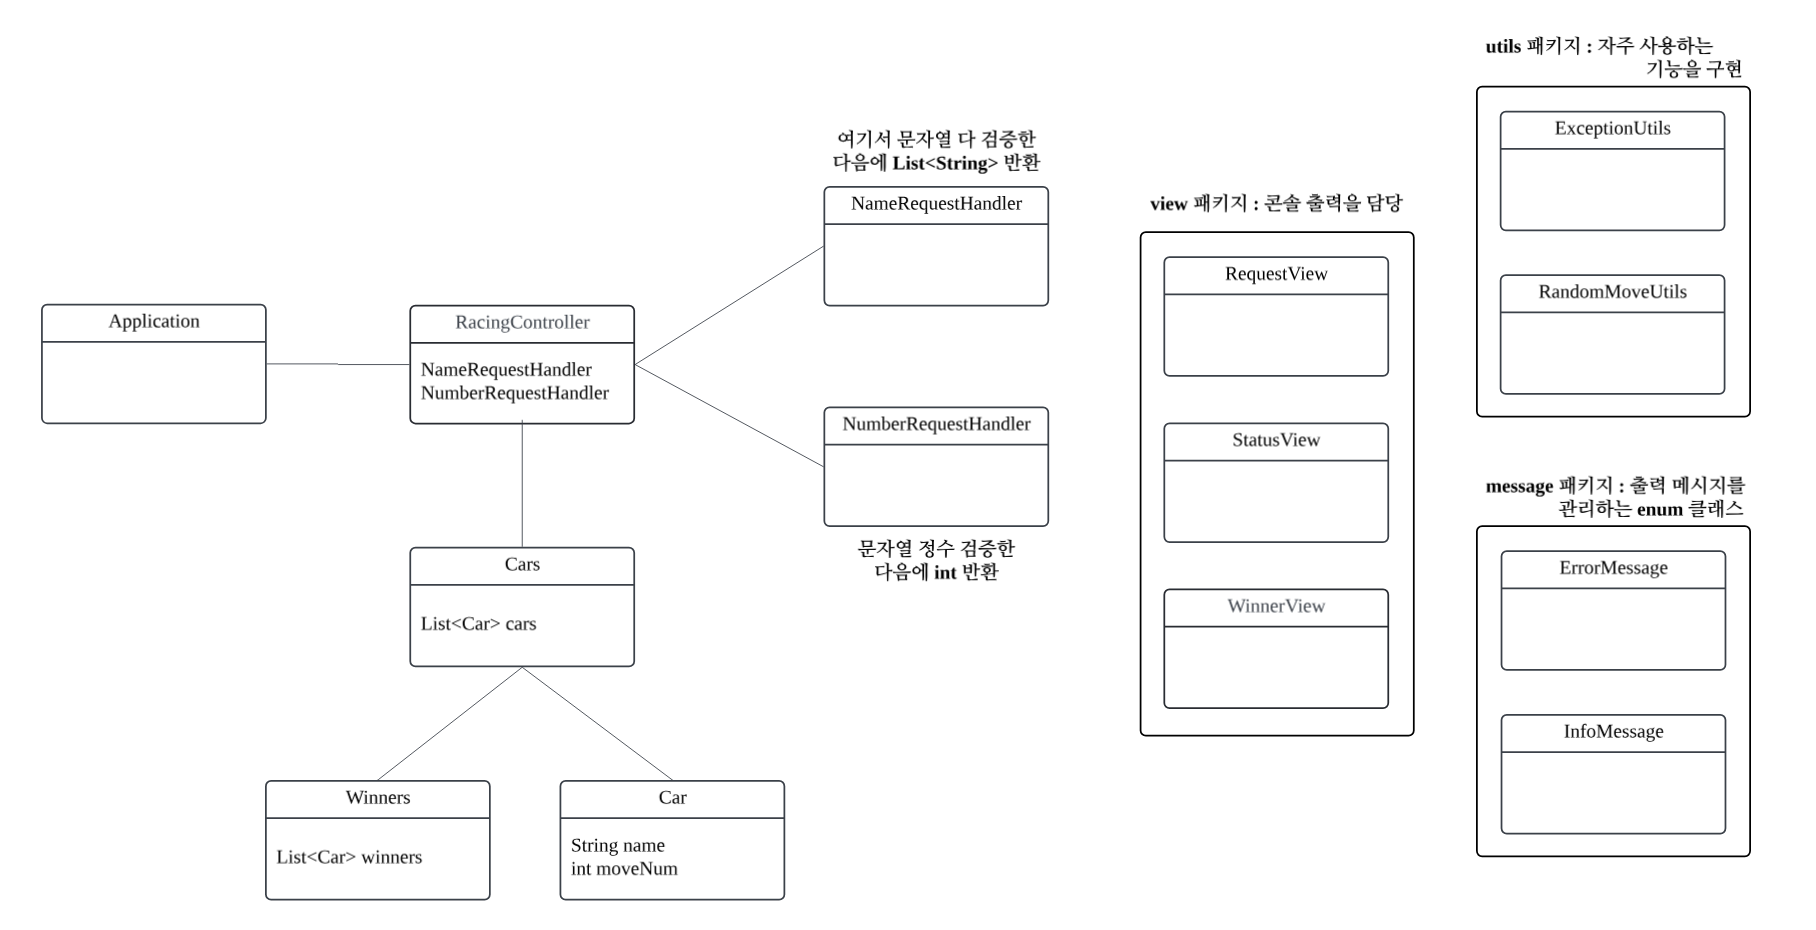 Application
RacingController
NameRequestHandler
NumberRequestHandler
여기서 문자열 다 검증한
다음에 List<String> 반환
NameRequestHandler
NumberRequestHandler
문자열 정수 검증한
다음에 int 반환
Cars
List<Car> cars
Winners
List<Car> winners
Car
String name
int moveNum
view 패키지 : 콘솔 출력을 담당
RequestView
StatusView
WinnerView
utils 패키지 : 자주 사용하는
기능을 구현
ExceptionUtils
RandomMoveUtils
message 패키지 : 출력 메시지를
관리하는 enum 클래스
ErrorMessage
InfoMessage